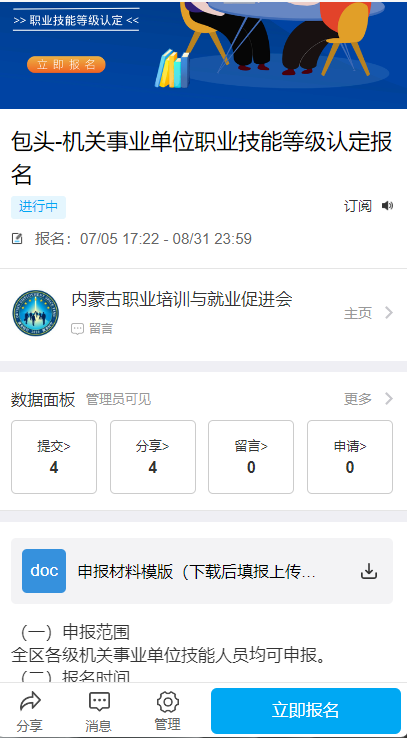 >> 职业技能等级认定 <<
立即报名
包头-机关事业单位职业技能等级认定报
名
进行中
订阅
报名：07/05 17:22 - 08/31 23:59
内蒙古职业培训与就业促进会
主页
留言
数据面板 管理员可见
更多
提交> 分享> 留言> 申请>
4 4 0 0
doc 申报材料模版（下载后填报上传…
（一）申报范围
全区各级机关事业单位技能人员均可申报。
（二）报名时间
分享 消息 管理 立即报名